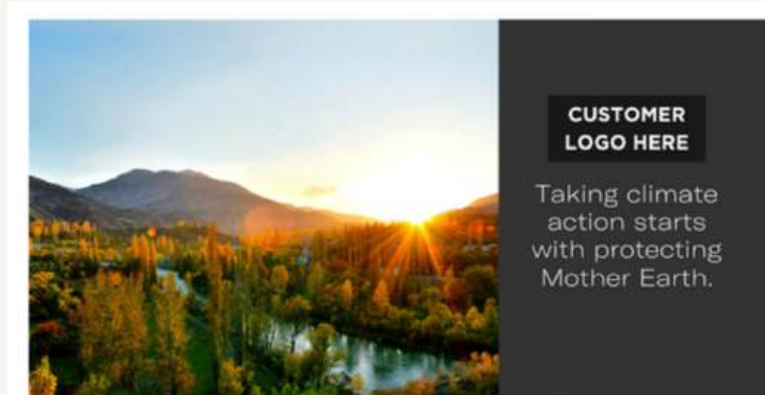 CUSTOMER
LOGO HERE
Taking climate
action starts
with protecting
Mother Earth.